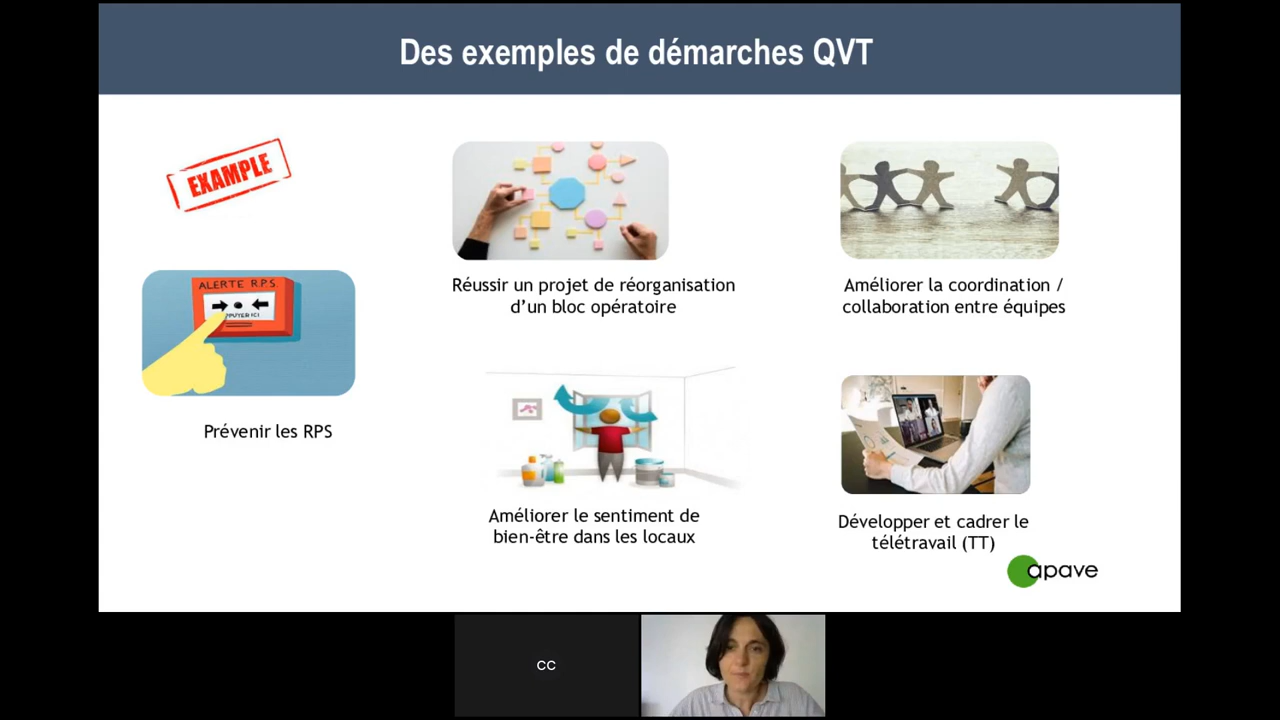 Des exemples de démarches QVT
EXAMPLE
ALERTE R.P.S.
PPUYER ICI
Prévenir les RPS
Réussir un projet de réorganisation
d’un bloc opératoire
Améliorer la coordination /
collaboration entre équipes
Améliorer le sentiment de
bien-être dans les locaux
Développer et cadrer le
télétravail (TT)
apave
CC